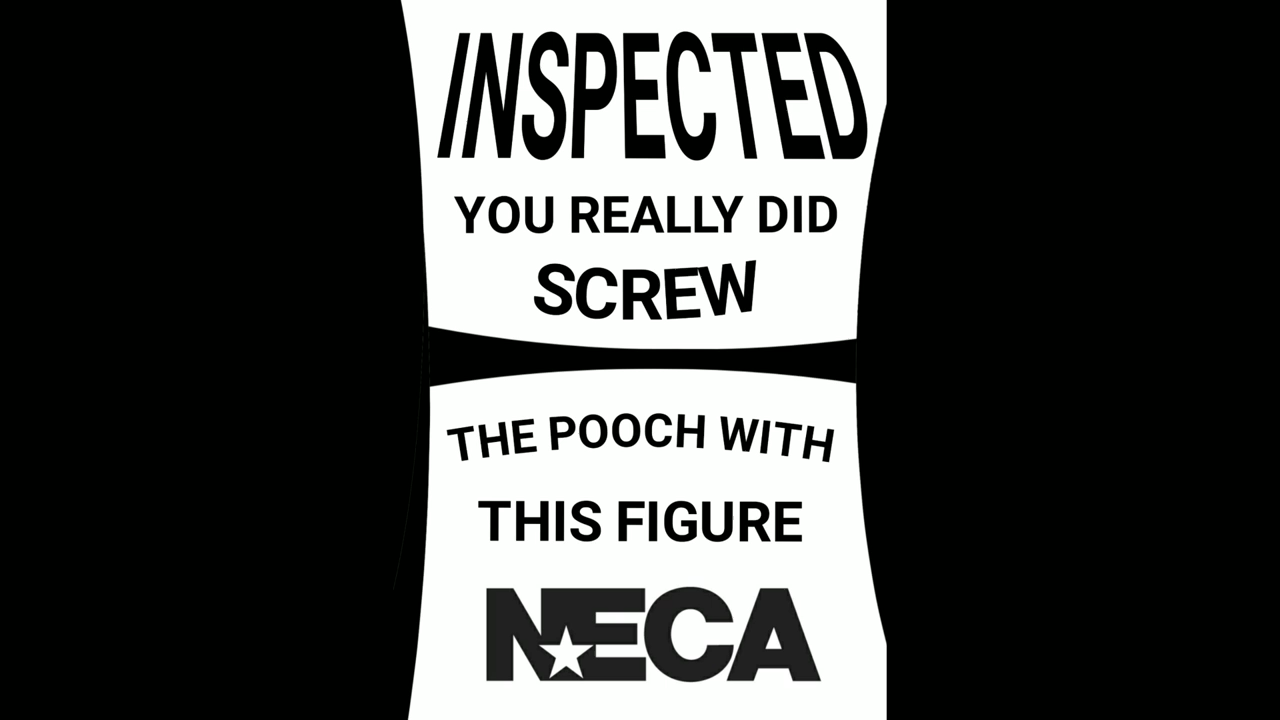 INSPECTED
YOU REALLY DID
SCREW
THE POOCH WITH
THIS FIGURE
NECA